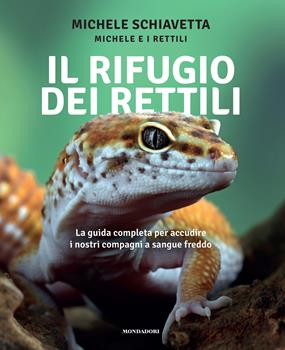 MICHELE SCHIAVETTA
MICHELE E I RETTILI
IL RIFUGIO
DEI RETTILI
La guida completa per accudire
i nostri compagni a sangue freddo
MONDADORI